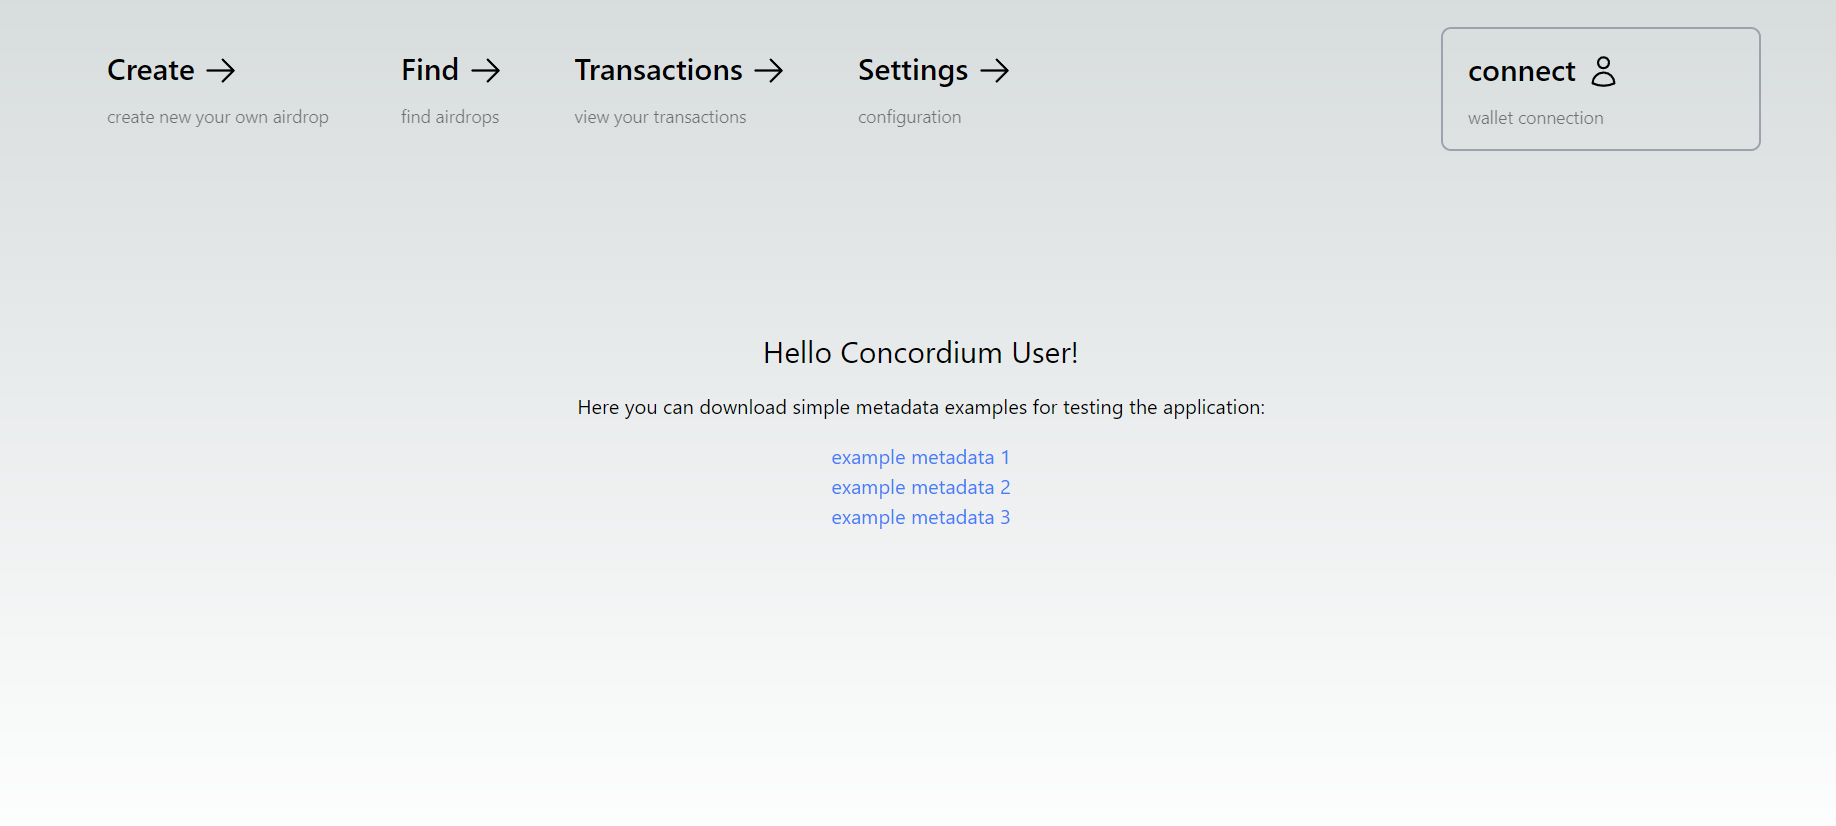 Create
create new your own airdrop
Find
find airdrops
Transactions
view your transactions
Settings
configuration
connect
wallet connection
Hello Concordium User!
Here you can download simple metadata examples for testing the application:
example metadata 1
example metadata 2
example metadata 3